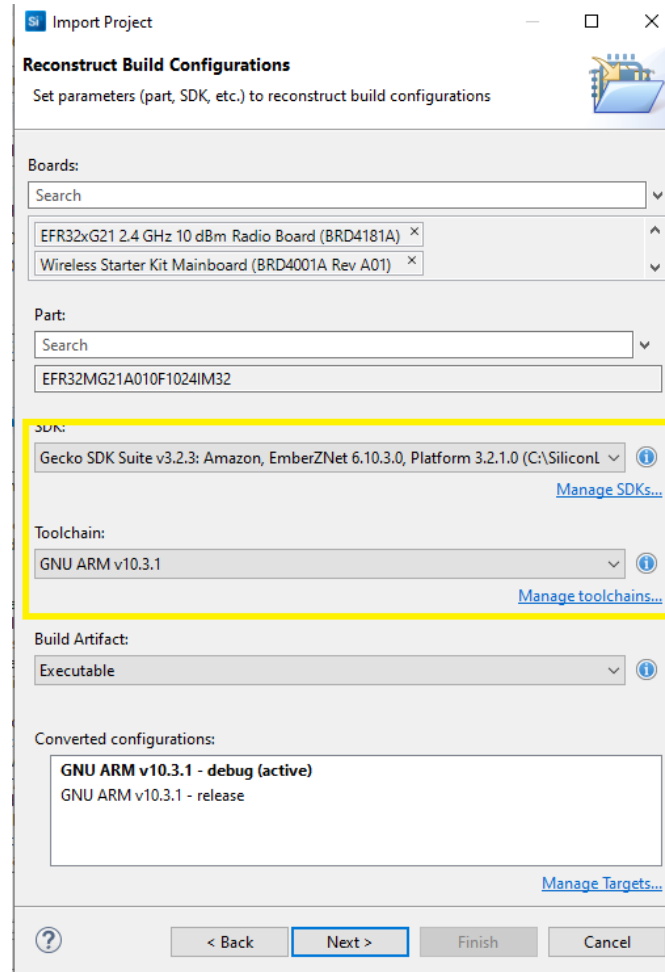 Si Import Project
Reconstruct Build Configurations
Set parameters (part, SDK, etc.) to reconstruct build configurations
Boards:
Search
EFR32xG21 2.4 GHz 10 dBm Radio Board (BRD4181A) ×
Wireless Starter Kit Mainboard (BRD4001A Rev A01) ×
Part:
Search
EFR32MG21A010F1024IM32
SDK:
Gecko SDK Suite v3.2.3: Amazon, EmberZNet 6.10.3.0, Platform 3.2.1.0 (C:\SiliconL
Manage SDKs...
Toolchain:
GNU ARM v10.3.1
Manage toolchains...
Build Artifact:
Executable
Converted configurations:
GNU ARM v10.3.1 - debug (active)
GNU ARM v10.3.1 - release
Manage Targets...
? < Back Next > Finish Cancel